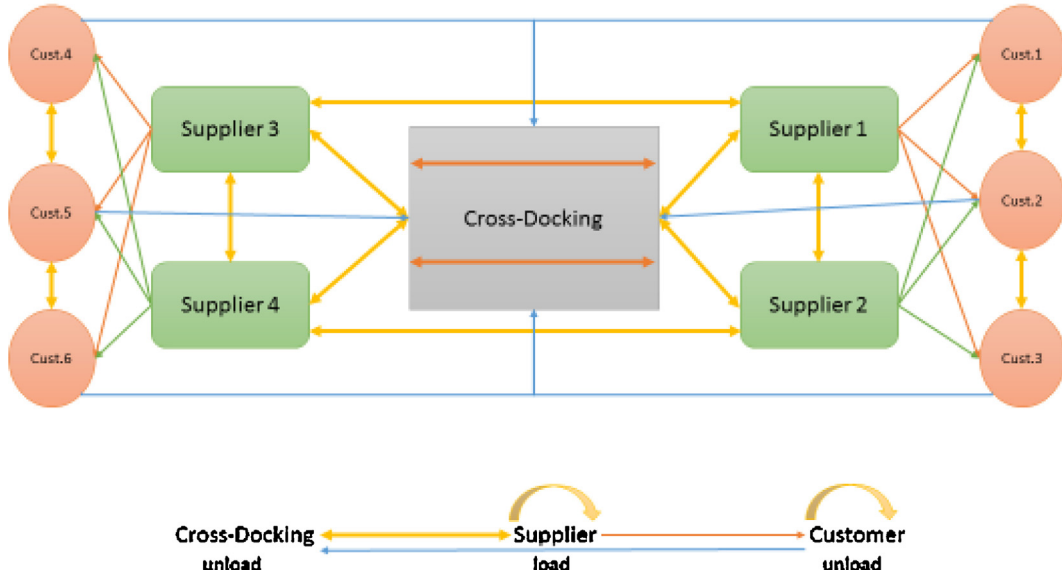 Cust.4
Cust.1
Supplier 3
Supplier 1
Cust.5
Cross-Docking
Cust.2
Supplier 4
Supplier 2
Cust.6
Cust.3
Cross-Docking Supplier Customer
unload load unload